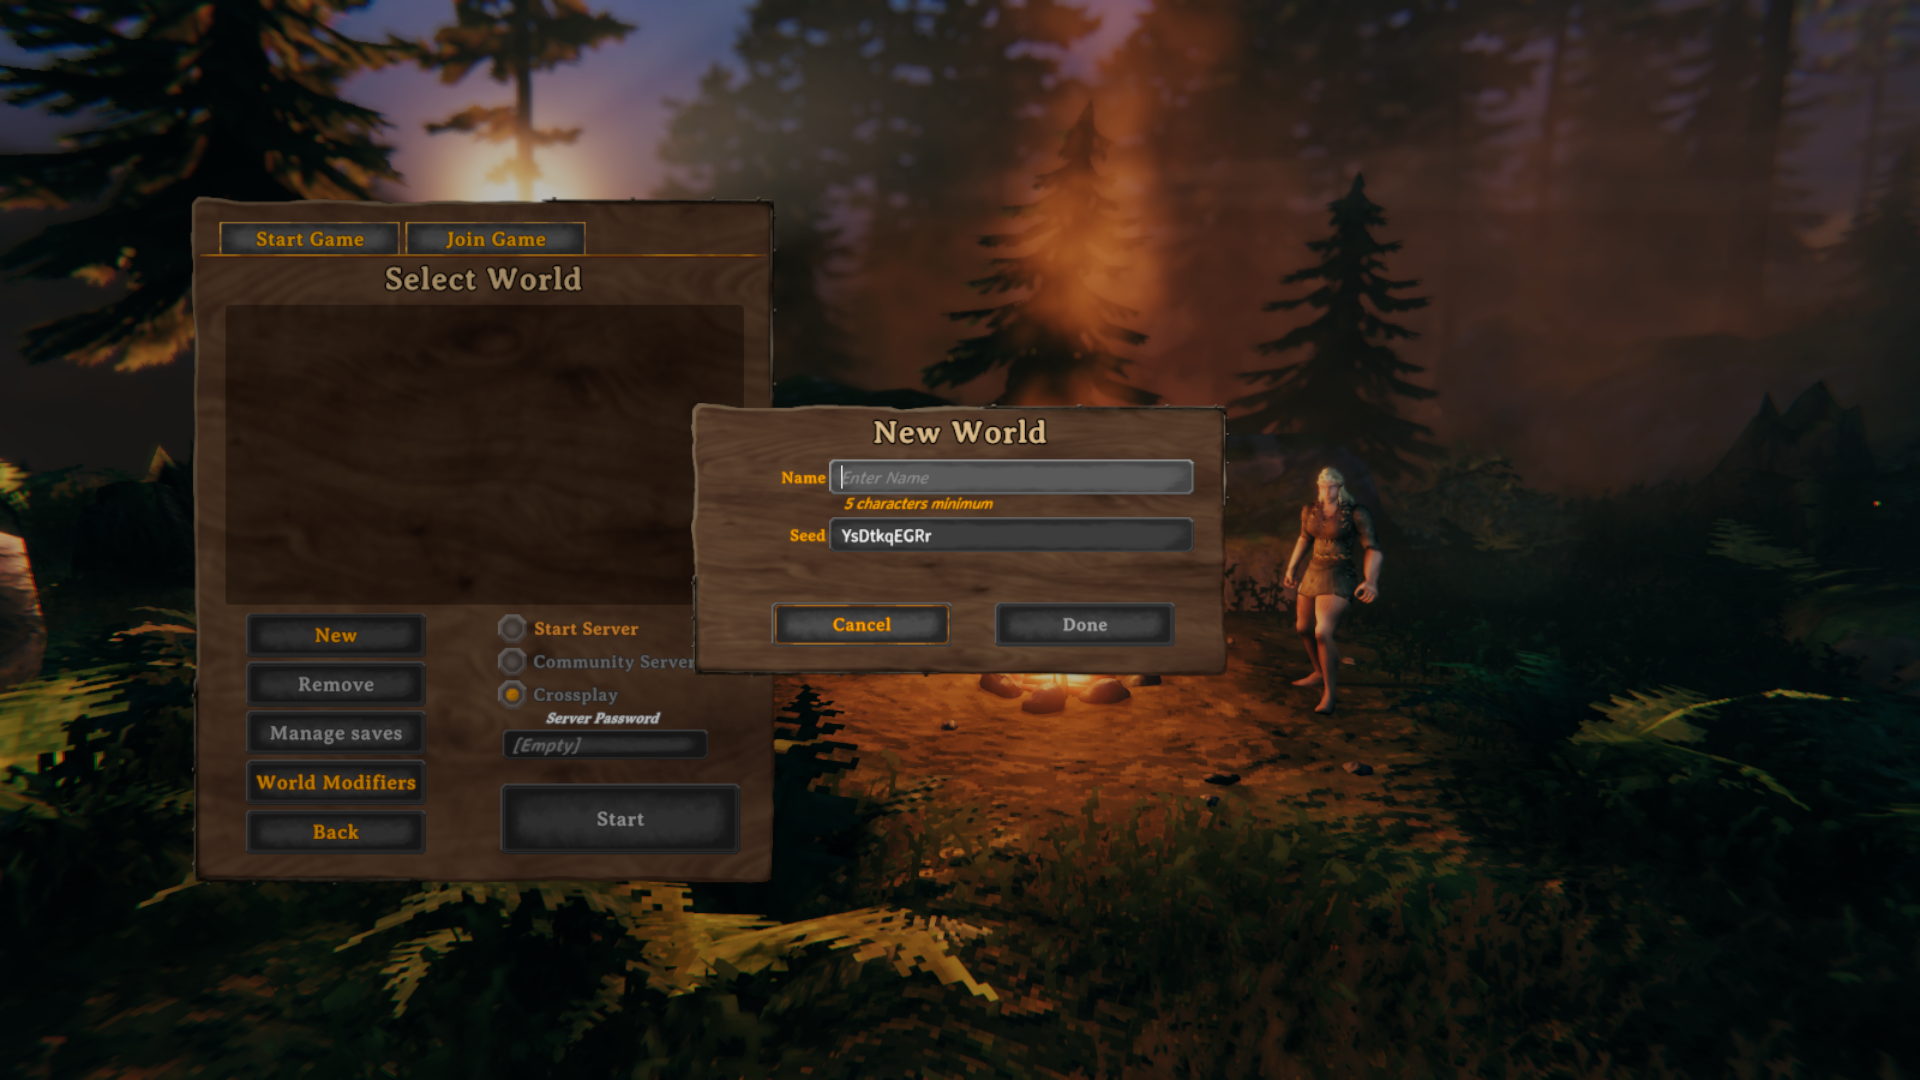 Start Game
Join Game
Select World
New World
Name
Enter Name
5 characters minimum
Seed
YsDtkqEGRr
Cancel
Done
New
Remove
Manage saves
World Modifiers
Back
Start Server
Community Server
Crossplay
Server Password
[Empty]
Start